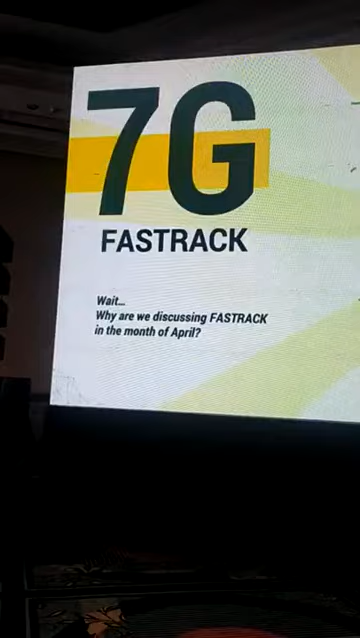 7G
FASTRACK
Wait...
Why are we discussing FASTRACK
in the month of April?